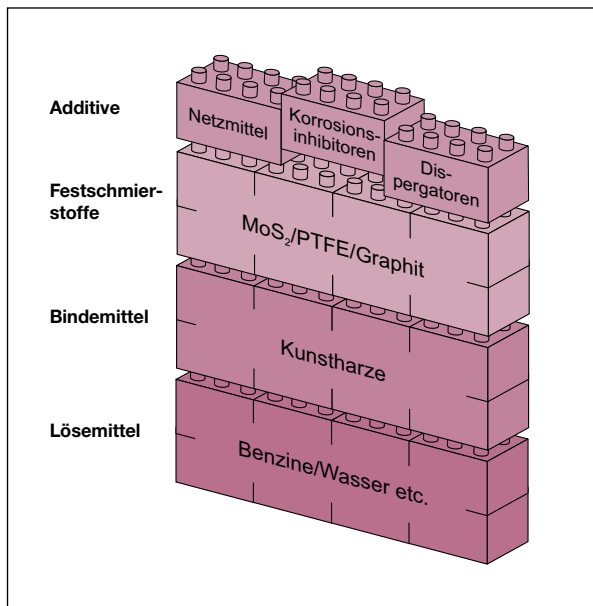 Additive
Netzmittel
Korrosions-
inhibitoren
Dis-
pergatoren
Festschmier-
stoffe
MoS₂/PTFE/Graphit
Bindemittel
Kunstharze
Lösemittel
Benzine/Wasser etc.